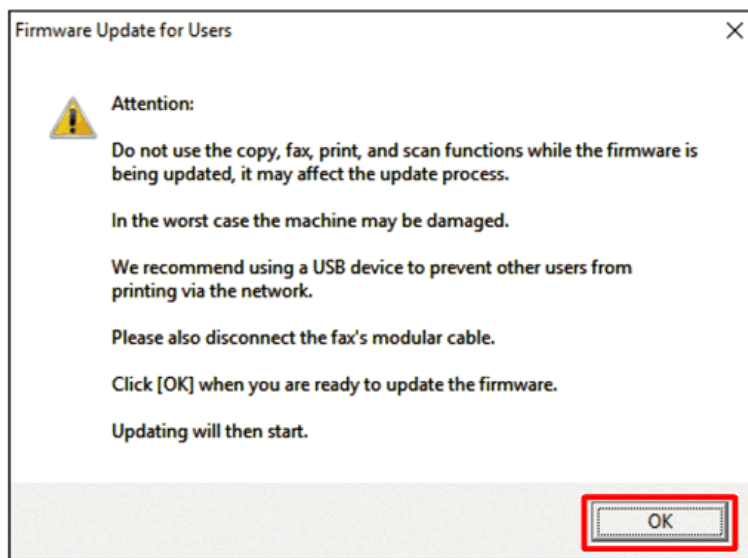 Firmware Update for Users
Attention:
Do not use the copy, fax, print, and scan functions while the firmware is
being updated, it may affect the update process.
In the worst case the machine may be damaged.
We recommend using a USB device to prevent other users from
printing via the network.
Please also disconnect the fax's modular cable.
Click [OK] when you are ready to update the firmware.
Updating will then start.
OK